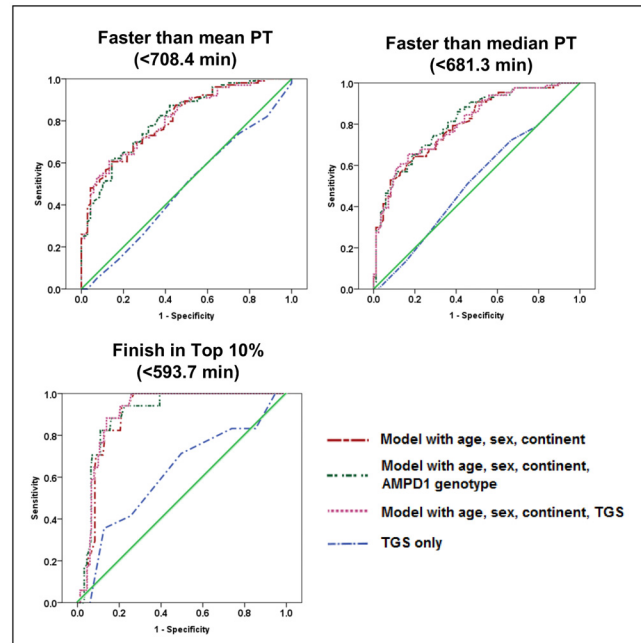 Faster than mean PT
(<708.4 min)
1.0
0.8
0.6
0.4
0.2
0.0
Sensitivity
0.0 0.2 0.4 0.6 0.8 1.0
1 - Specificity
Faster than median PT
(<681.3 min)
1.0
0.8
0.6
0.4
0.2
0.0
Sensitivity
0.0 0.2 0.4 0.6 0.8 1.0
1 - Specificity
Finish in Top 10%
(<593.7 min)
1.0
0.8
0.6
0.4
0.2
0.0
Sensitivity
0.0 0.2 0.4 0.6 0.8 1.0
1 - Specificity
Model with age, sex, continent
Model with age, sex, continent,
AMPD1 genotype
Model with age, sex, continent, TGS
TGS only